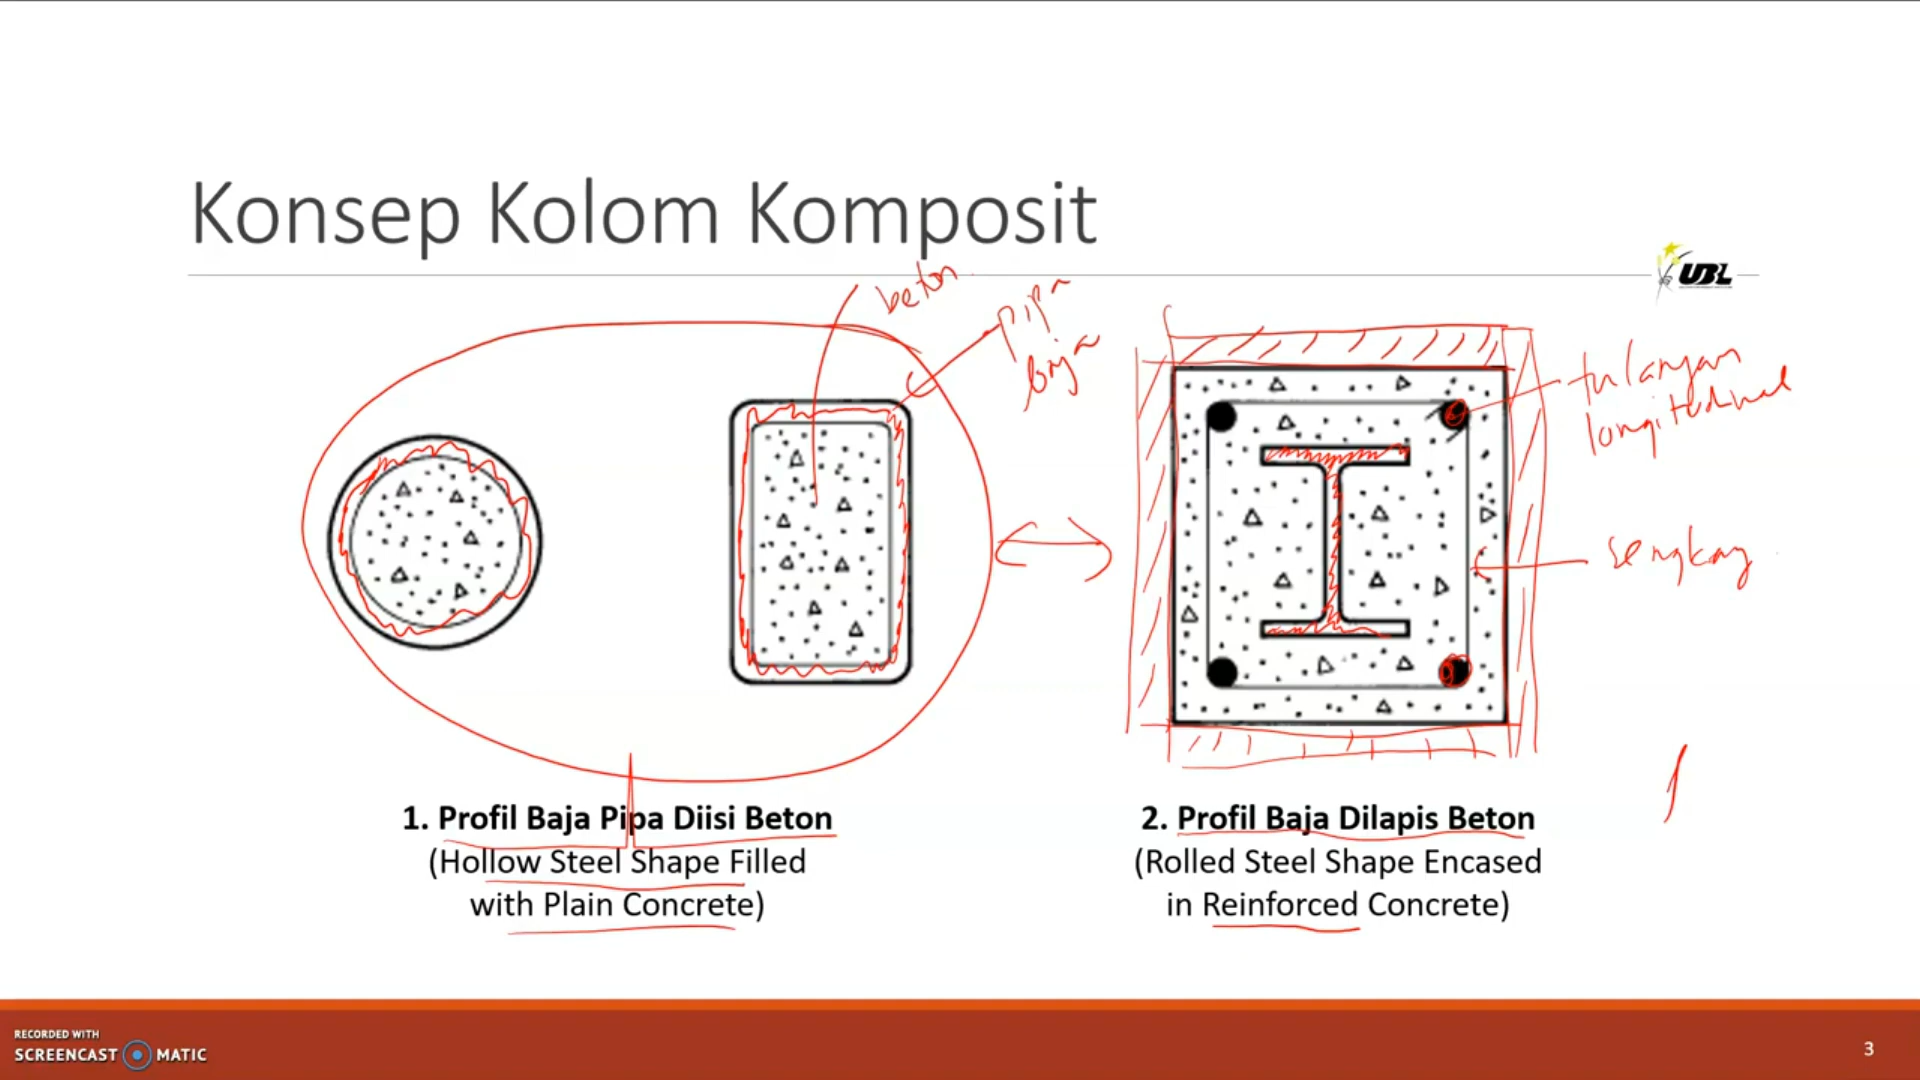 Konsep Kolom Komposit
UBL
beton
pipa
baja
tulangan
longitudinal
sengkang
1. Profil Baja Pipa Diisi Beton
(Hollow Steel Shape Filled
with Plain Concrete)
2. Profil Baja Dilapis Beton
(Rolled Steel Shape Encased
in Reinforced Concrete)
RECORDED WITH
SCREENCAST MATIC
3